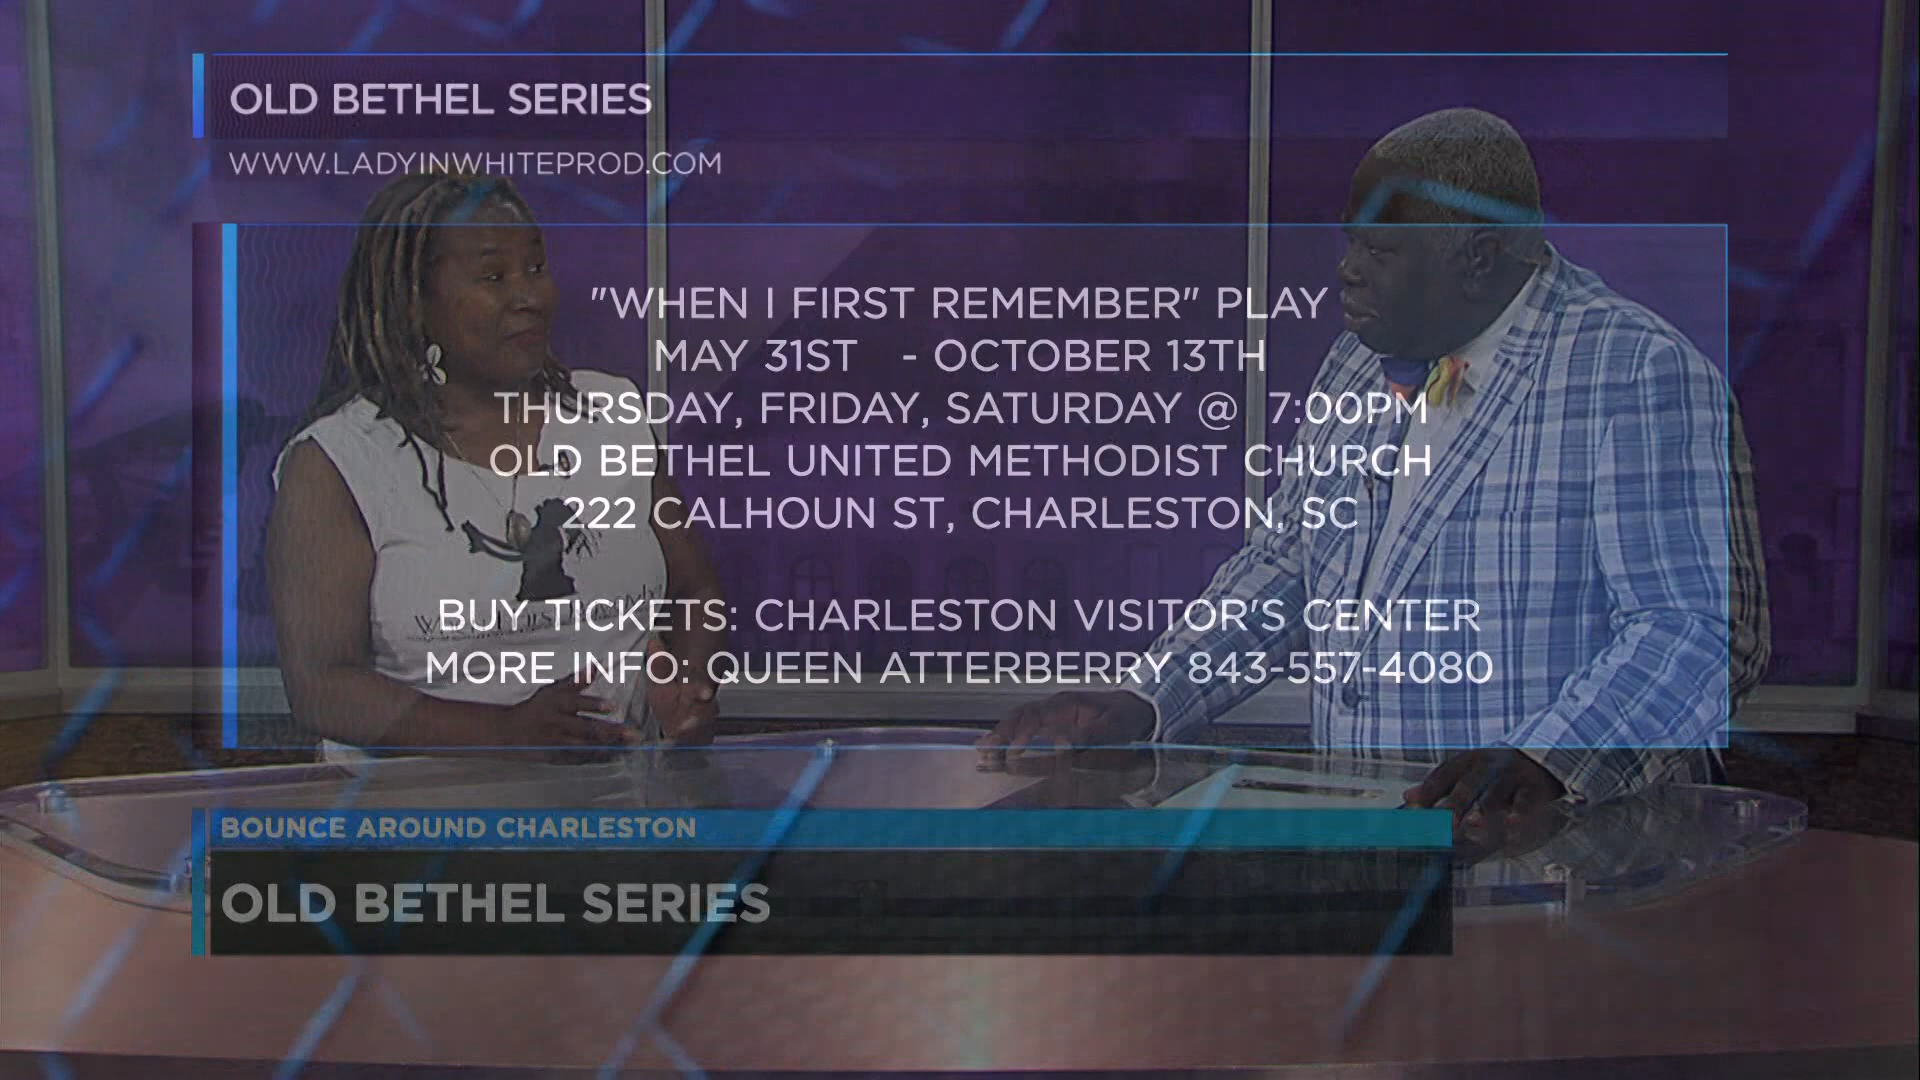 OLD BETHEL SERIES
WWW.LADYINWHITEPROD.COM
"WHEN I FIRST REMEMBER" PLAY
MAY 31ST - OCTOBER 13TH
THURSDAY, FRIDAY, SATURDAY @ 7:00PM
OLD BETHEL UNITED METHODIST CHURCH
222 CALHOUN ST, CHARLESTON, SC
BUY TICKETS: CHARLESTON VISITOR'S CENTER
MORE INFO: QUEEN ATTERBERRY 843-557-4080
BOUNCE AROUND CHARLESTON
OLD BETHEL SERIES